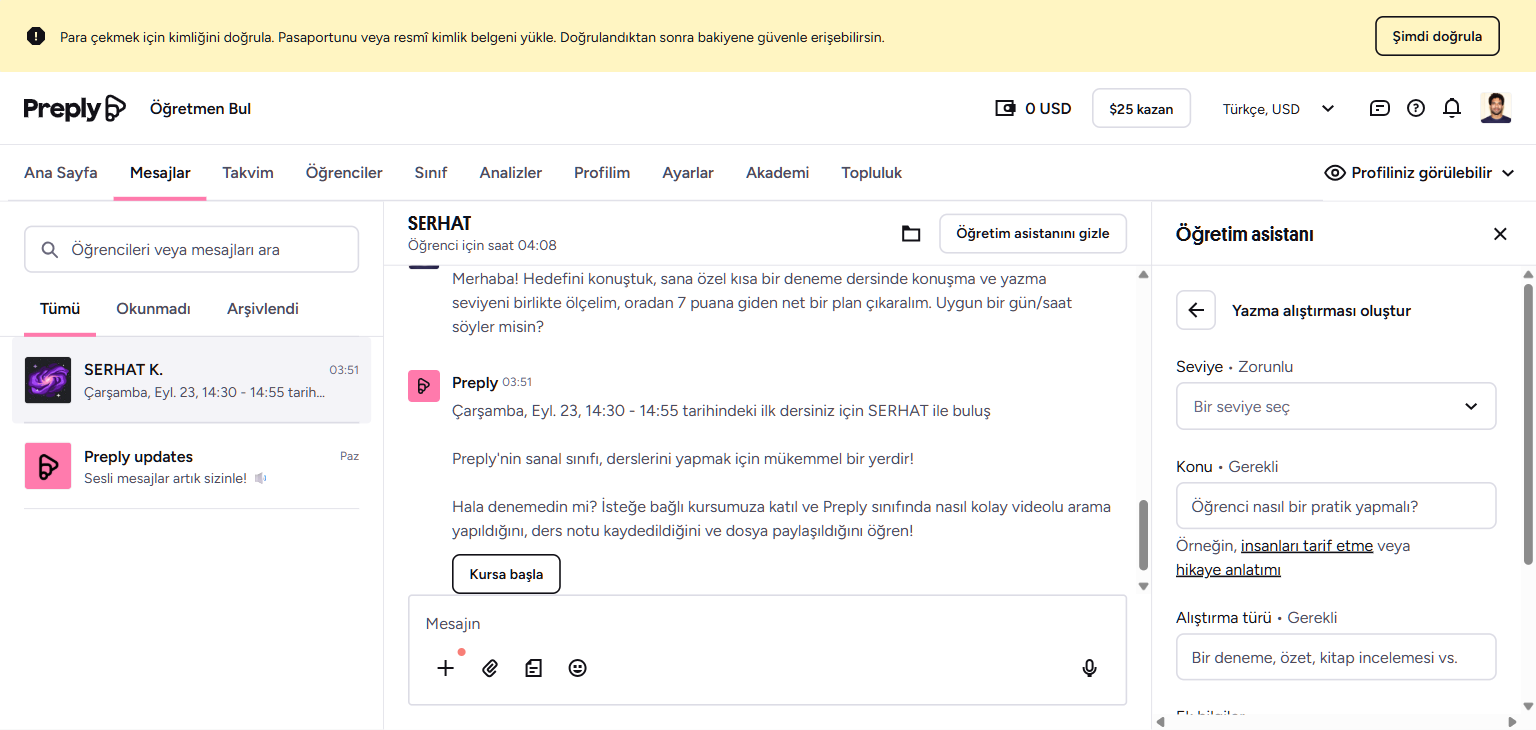 Para çekmek için kimliğini doğrula. Pasaportunu veya resmî kimlik belgeni yükle. Doğrulandıktan sonra bakiyene güvenle erişebilirsin.
Şimdi doğrula
Preply
Öğretmen Bul
0 USD
$25 kazan
Türkçe, USD
Ana Sayfa
Mesajlar
Takvim
Öğrenciler
Sınıf
Analizler
Profilim
Ayarlar
Akademi
Topluluk
Profiliniz görülebilir
Öğrencileri veya mesajları ara
Tümü
Okunmadı
Arşivlendi
SERHAT K.
03:51
Çarşamba, Eyl. 23, 14:30 - 14:55 tarih...
Preply updates
Paz
Sesli mesajlar artık sizinle!
SERHAT
Öğrenci için saat 04:08
Öğretim asistanını gizle
Merhaba! Hedefini konuştuk, sana özel kısa bir deneme dersinde konuşma ve yazma
seviyeni birlikte ölçelim, oradan 7 puana giden net bir plan çıkaralım. Uygun bir gün/saat
söyler misin?
Preply 03:51
Çarşamba, Eyl. 23, 14:30 - 14:55 tarihindeki ilk dersiniz için SERHAT ile buluş
Preply'nin sanal sınıfı, derslerini yapmak için mükemmel bir yerdir!
Hala denemedin mi? İsteğe bağlı kursumuza katıl ve Preply sınıfında nasıl kolay videolu arama
yapıldığını, ders notu kaydedildiğini ve dosya paylaşıldığını öğren!
Kursa başla
Mesajın
Öğretim asistanı
Yazma alıştırması oluştur
Seviye • Zorunlu
Bir seviye seç
Konu • Gerekli
Öğrenci nasıl bir pratik yapmalı?
Örneğin, insanları tarif etme veya
hikaye anlatımı
Alıştırma türü • Gerekli
Bir deneme, özet, kitap incelemesi vs.